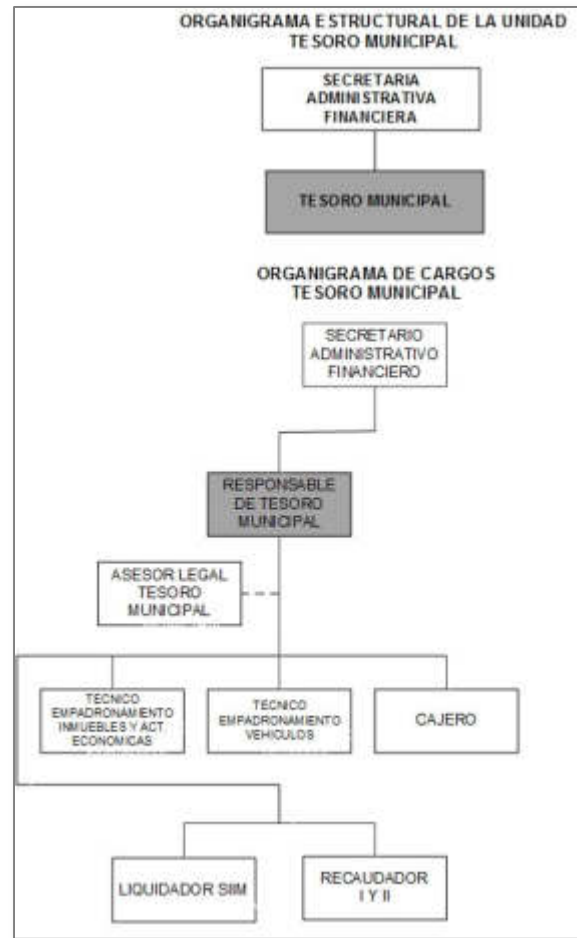 ORGANIGRAMA ESTRUCTURAL DE LA UNIDAD
TESORO MUNICIPAL
SECRETARIA
ADMINISTRATIVA
FINANCIERA
TESORO MUNICIPAL
ORGANIGRAMA DE CARGOS
TESORO MUNICIPAL
SECRETARIO
ADMINISTRATIVO
FINANCIERO
RESPONSABLE
DE TESORO
MUNICIPAL
ASESOR LEGAL
TESORO
MUNICIPAL
TECNICO
EMPADRONAMIENTO
INMUEBLES Y ACT.
ECONOMICAS
TECNICO
EMPADRONAMIENTO
VEHICULOS
CAJERO
LIQUIDADOR SIIM
RECAUDADOR
I Y II